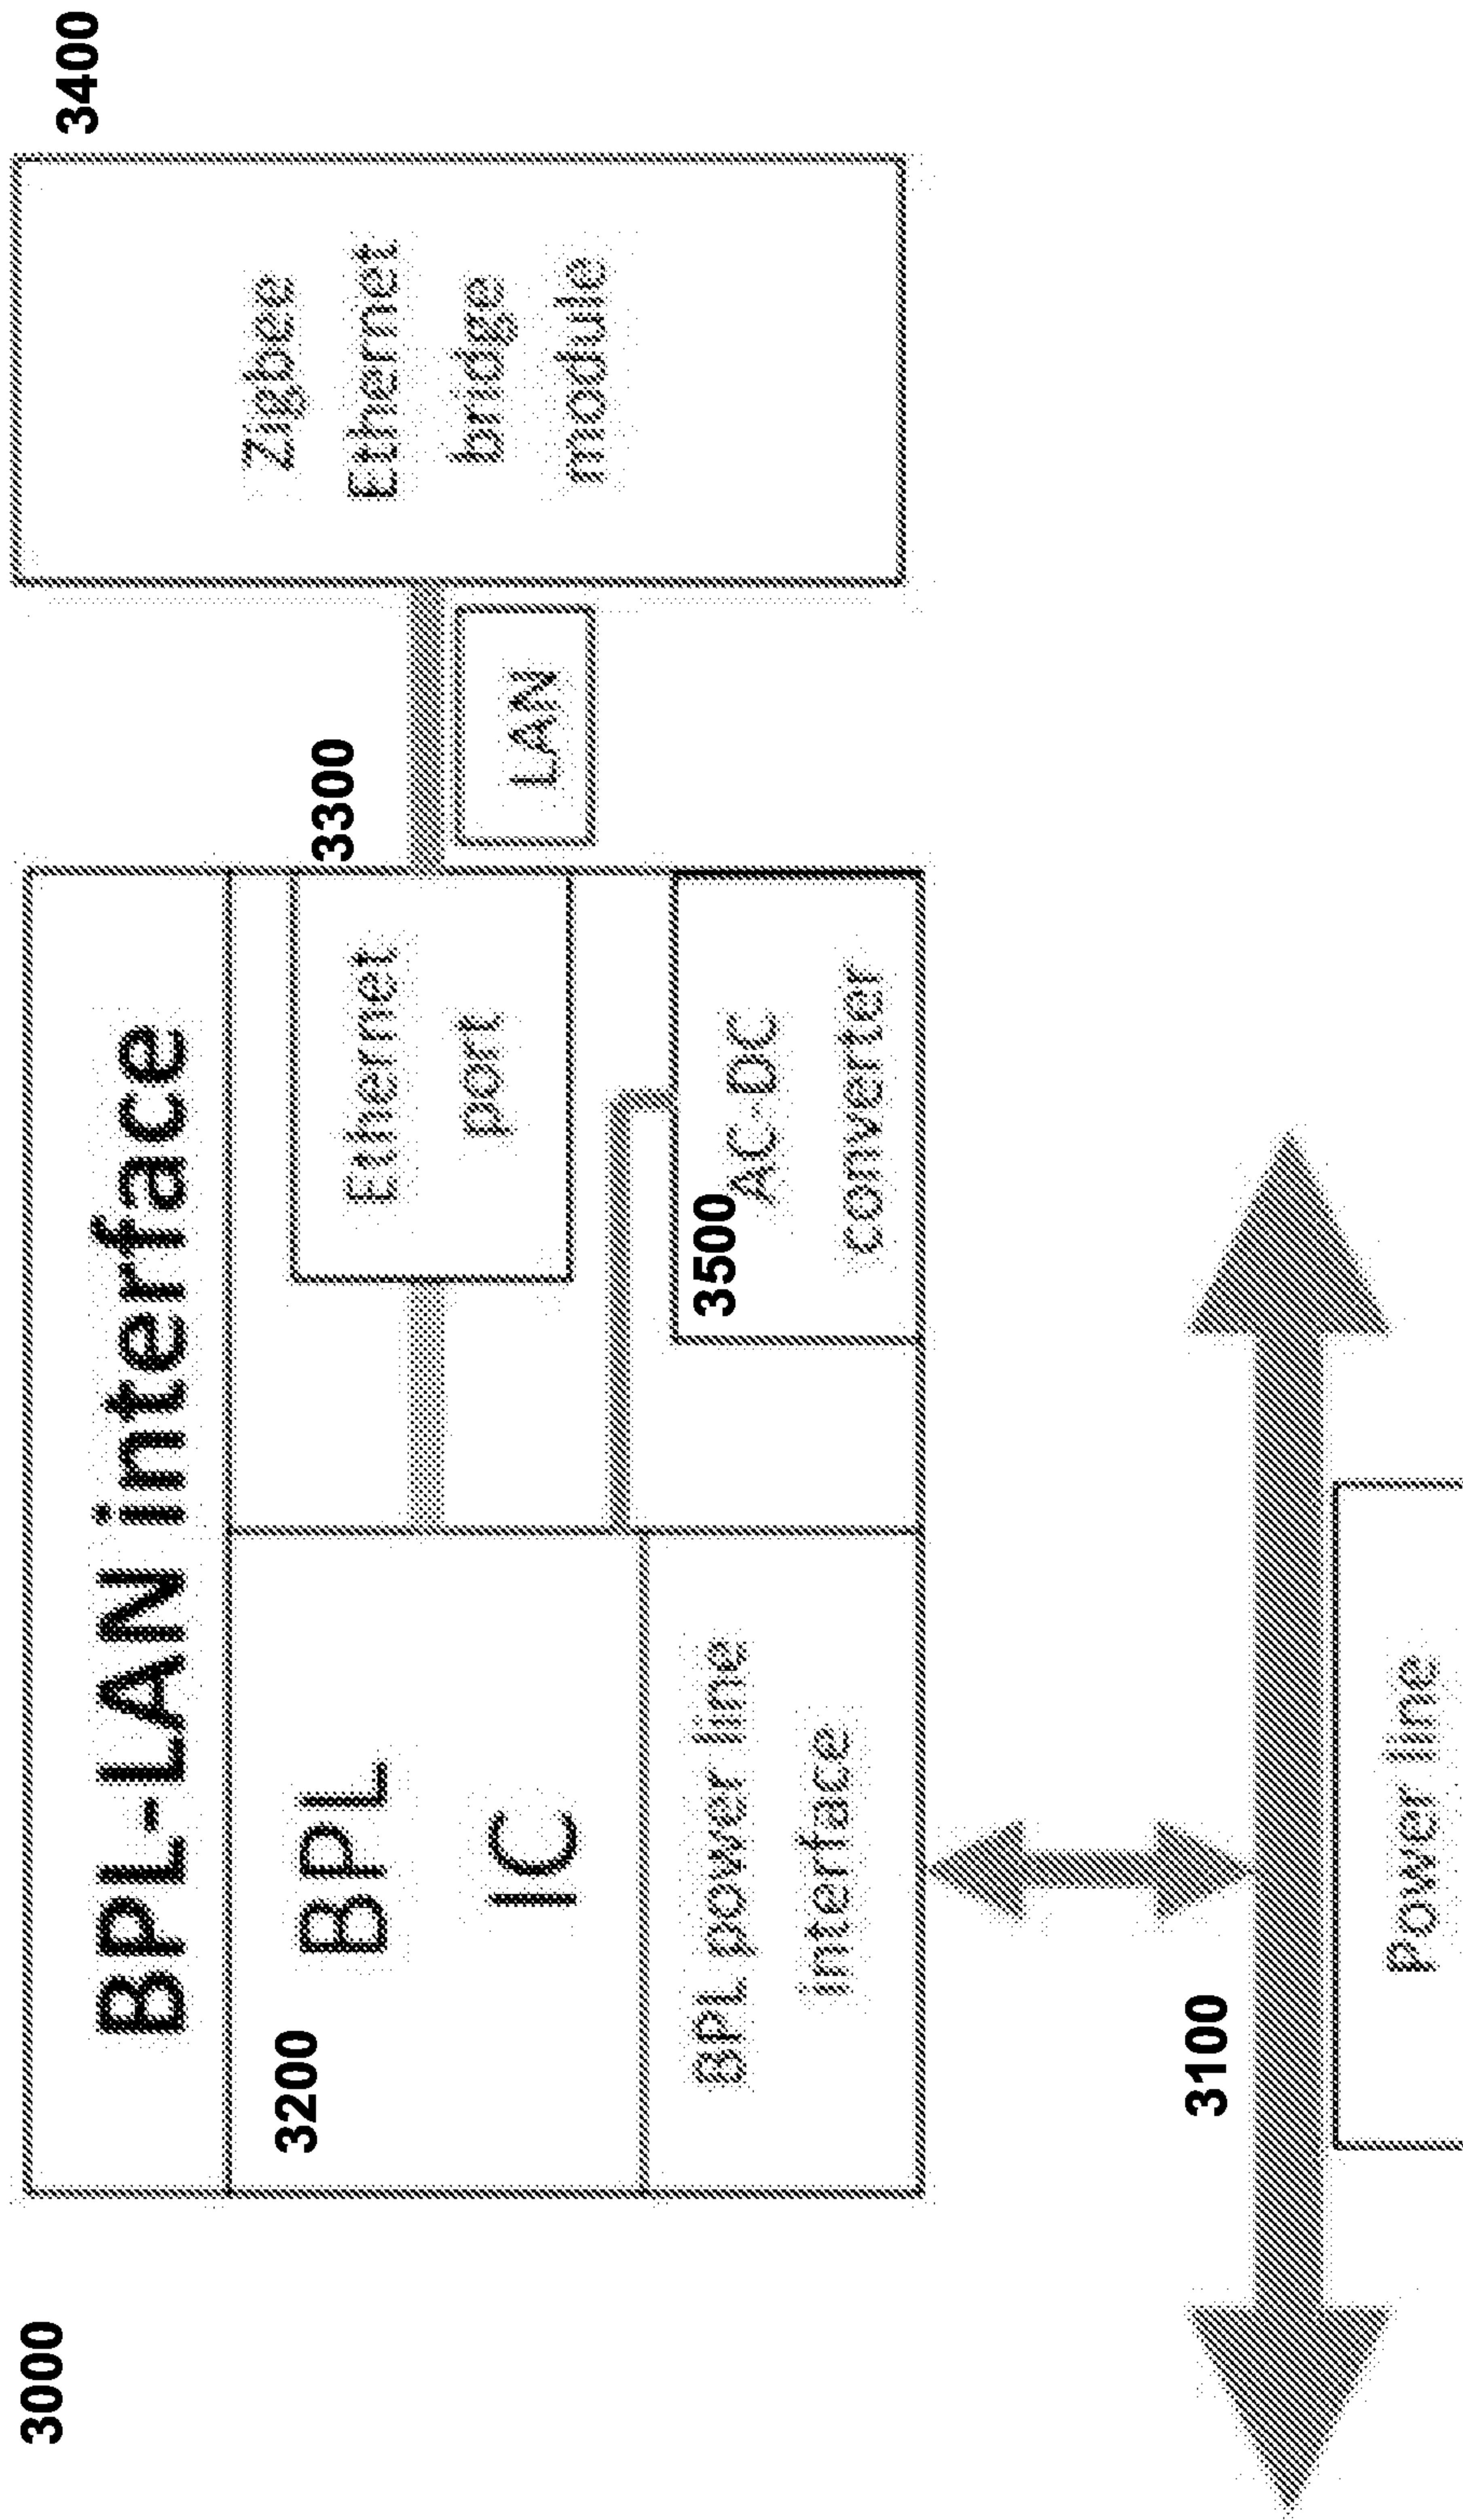 3000
BPL-LAN interface
3200
BPL
IC
BPL power line
interface
Ethernet
port
3300
3500
AC-DC
converter
LAN
3400
Zigbee
Ethernet
bridge
module
3100
Power line